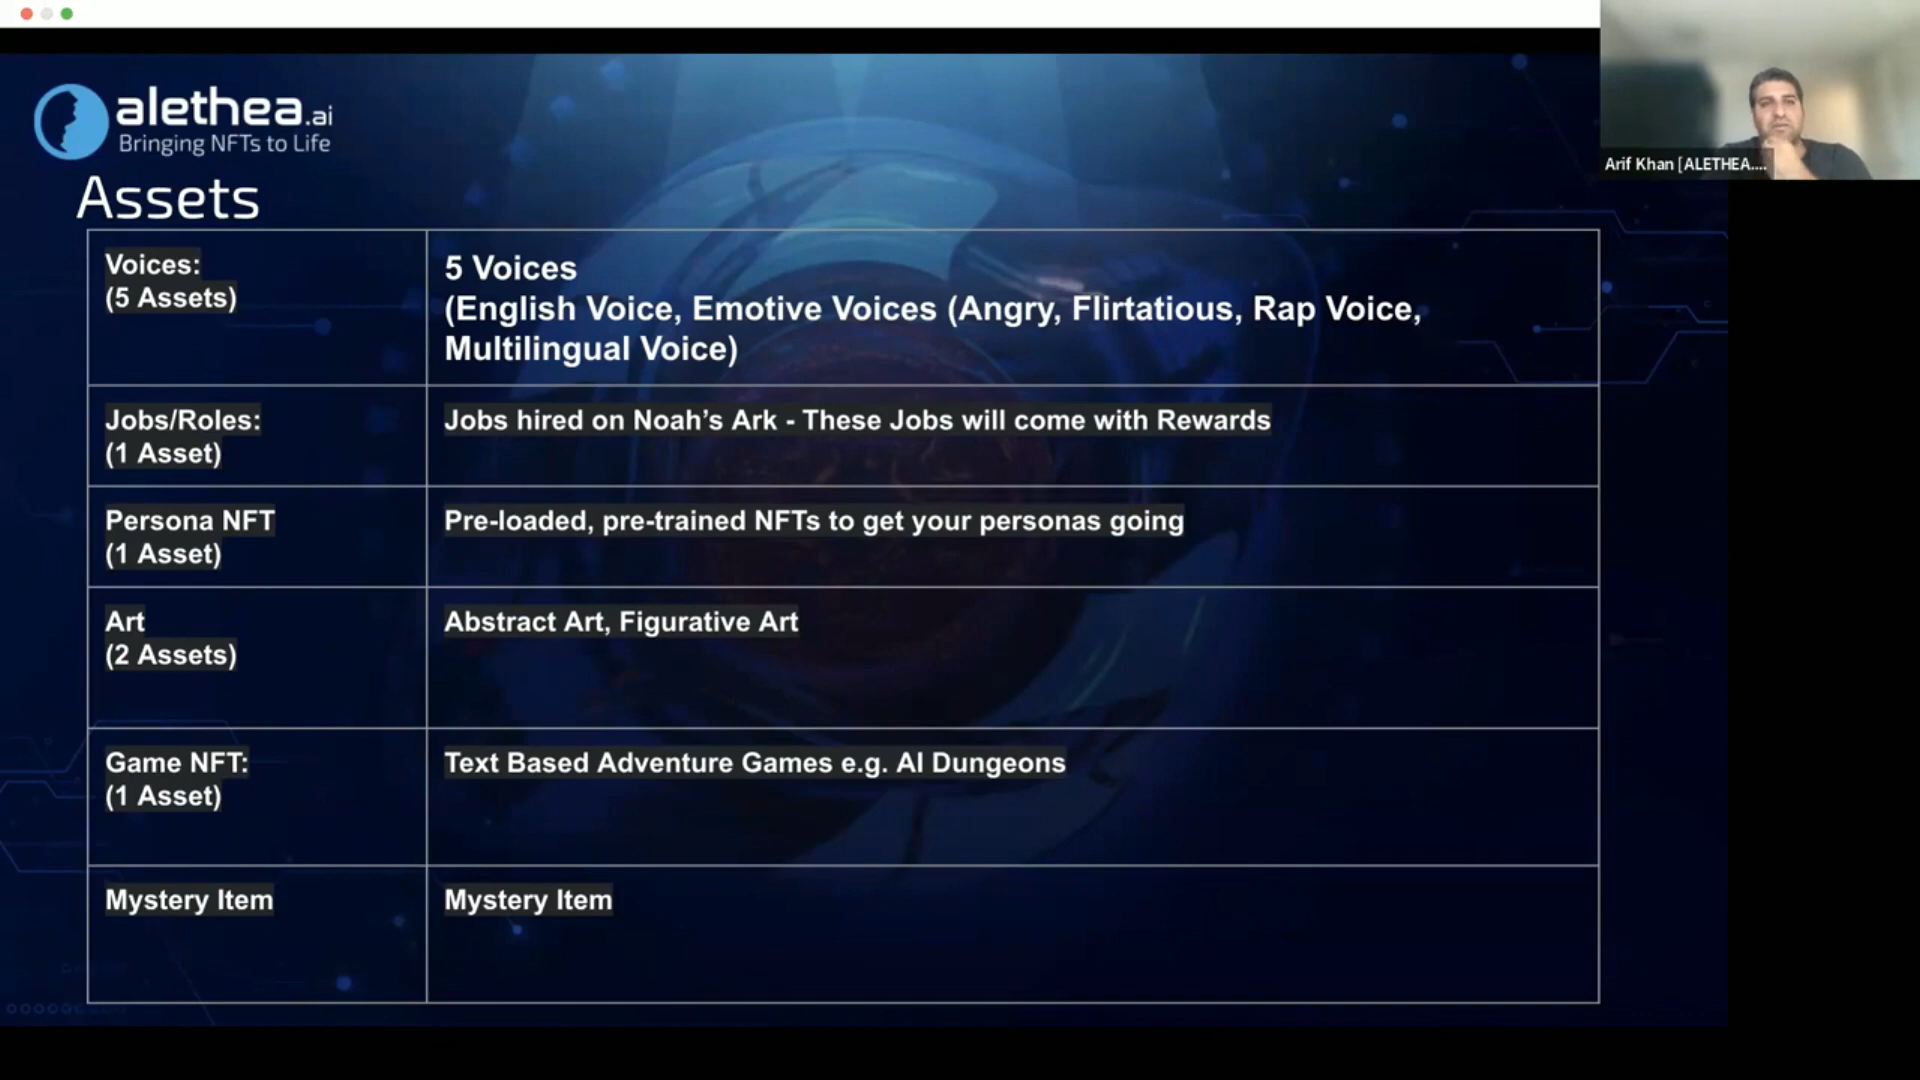 alethea.ai
Bringing NFTs to Life
Arif Khan [ALETHEA....
Assets
Voices:
(5 Assets)
5 Voices
(English Voice, Emotive Voices (Angry, Flirtatious, Rap Voice,
Multilingual Voice)
Jobs/Roles:
(1 Asset)
Jobs hired on Noah’s Ark - These Jobs will come with Rewards
Persona NFT
(1 Asset)
Pre-loaded, pre-trained NFTs to get your personas going
Art
(2 Assets)
Abstract Art, Figurative Art
Game NFT:
(1 Asset)
Text Based Adventure Games e.g. AI Dungeons
Mystery Item
Mystery Item